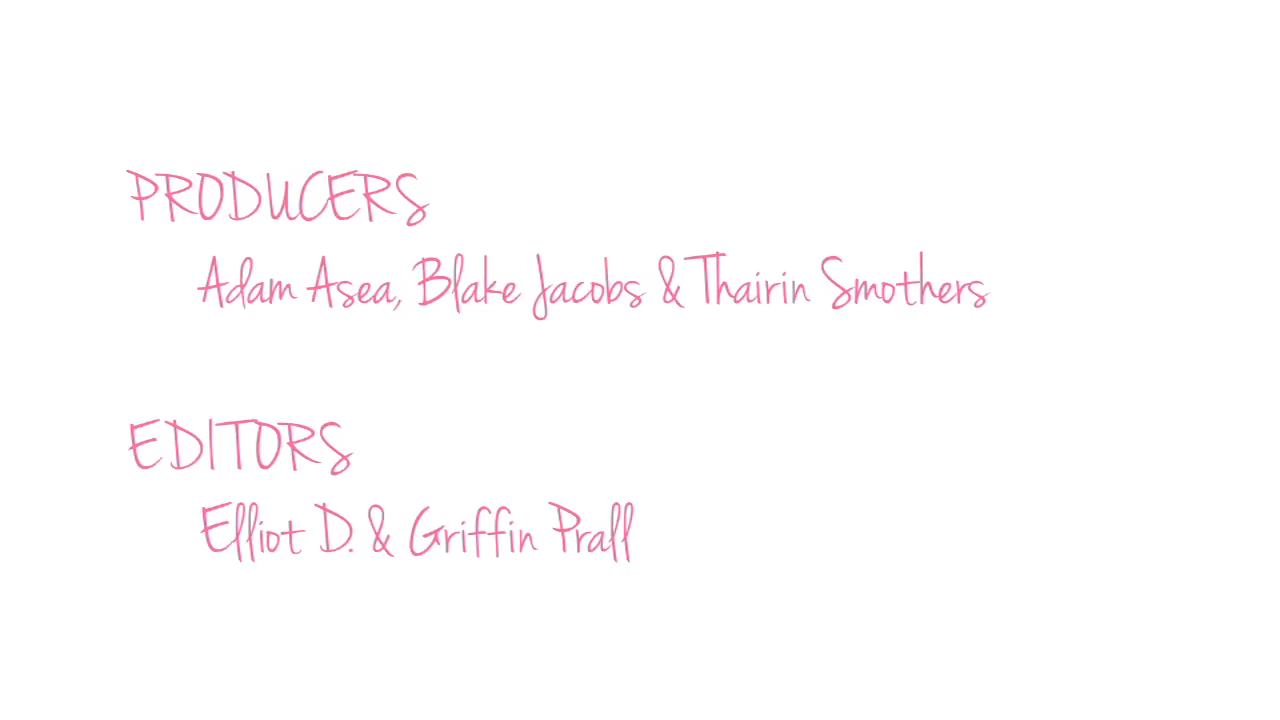 PRODUCERS
Adam Asea, Blake Jacobs & Thairin Smothers
EDITORS
Elliot D. & Griffin Prall